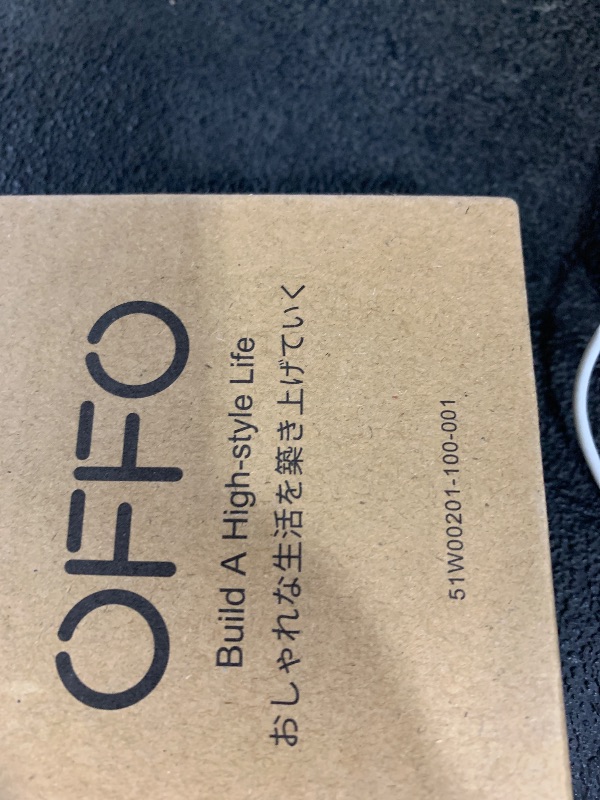 OFFO
Build A High-style Life
おしゃれな生活を築き上げていく
51W00201-100-001